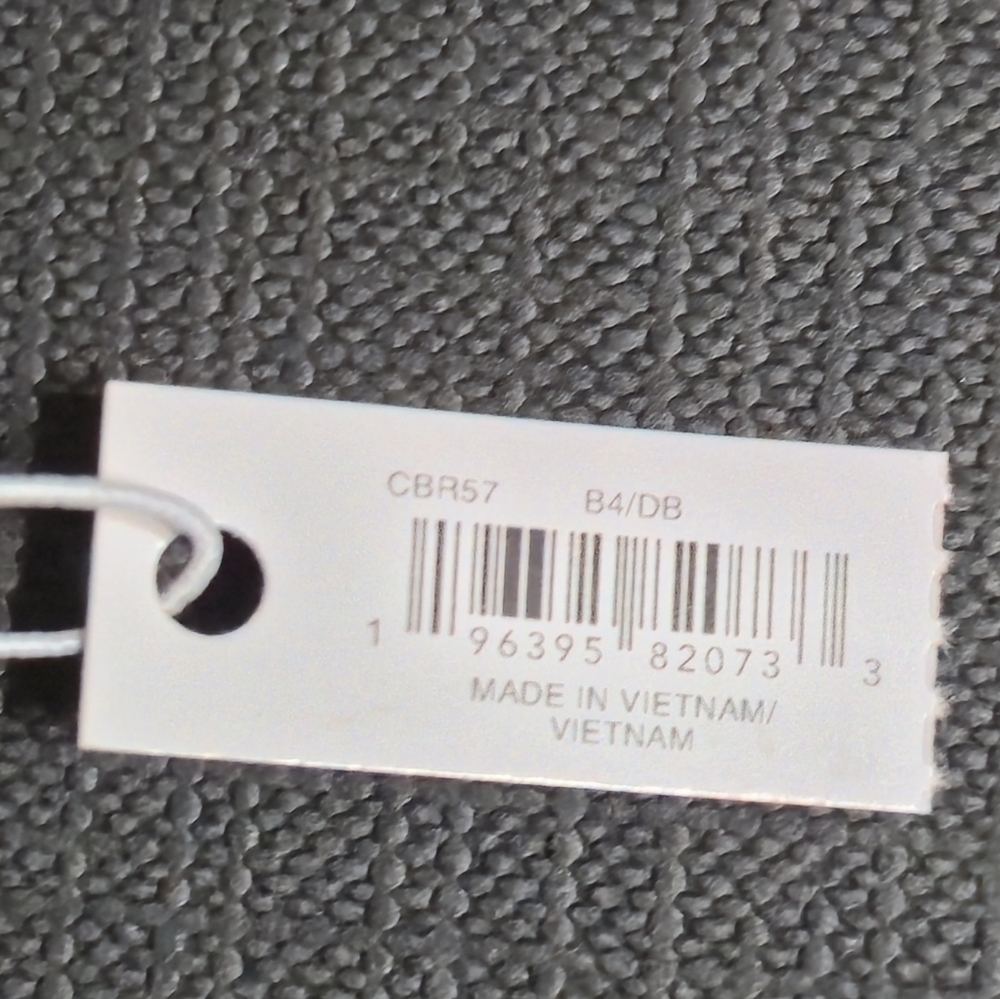 CBR57 B4/DB
1 96395 82073 3
MADE IN VIETNAM/
VIETNAM